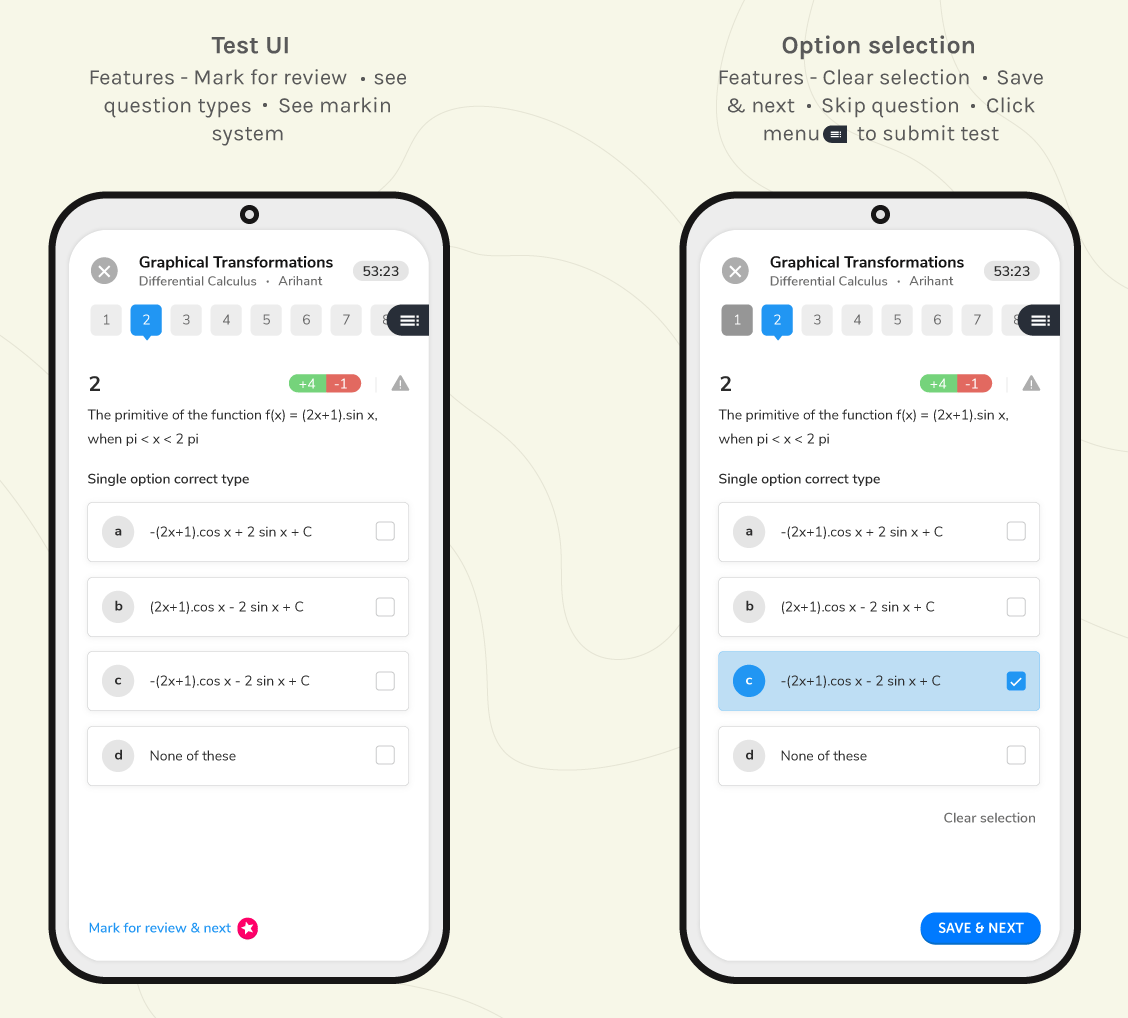 Test UI
Features - Mark for review • see
question types • See markin
system
Graphical Transformations
Differential Calculus • Arihant
53:23
1 2 3 4 5 6 7 8
2
+4 -1
The primitive of the function f(x) = (2x+1).sin x,
when pi < x < 2 pi
Single option correct type
a -(2x+1).cos x + 2 sin x + C
b (2x+1).cos x - 2 sin x + C
c -(2x+1).cos x - 2 sin x + C
d None of these
Mark for review & next
Option selection
Features - Clear selection • Save
& next • Skip question • Click
menu to submit test
Graphical Transformations
Differential Calculus • Arihant
53:23
1 2 3 4 5 6 7 8
2
+4 -1
The primitive of the function f(x) = (2x+1).sin x,
when pi < x < 2 pi
Single option correct type
a -(2x+1).cos x + 2 sin x + C
b (2x+1).cos x - 2 sin x + C
c -(2x+1).cos x - 2 sin x + C
d None of these
Clear selection
SAVE & NEXT